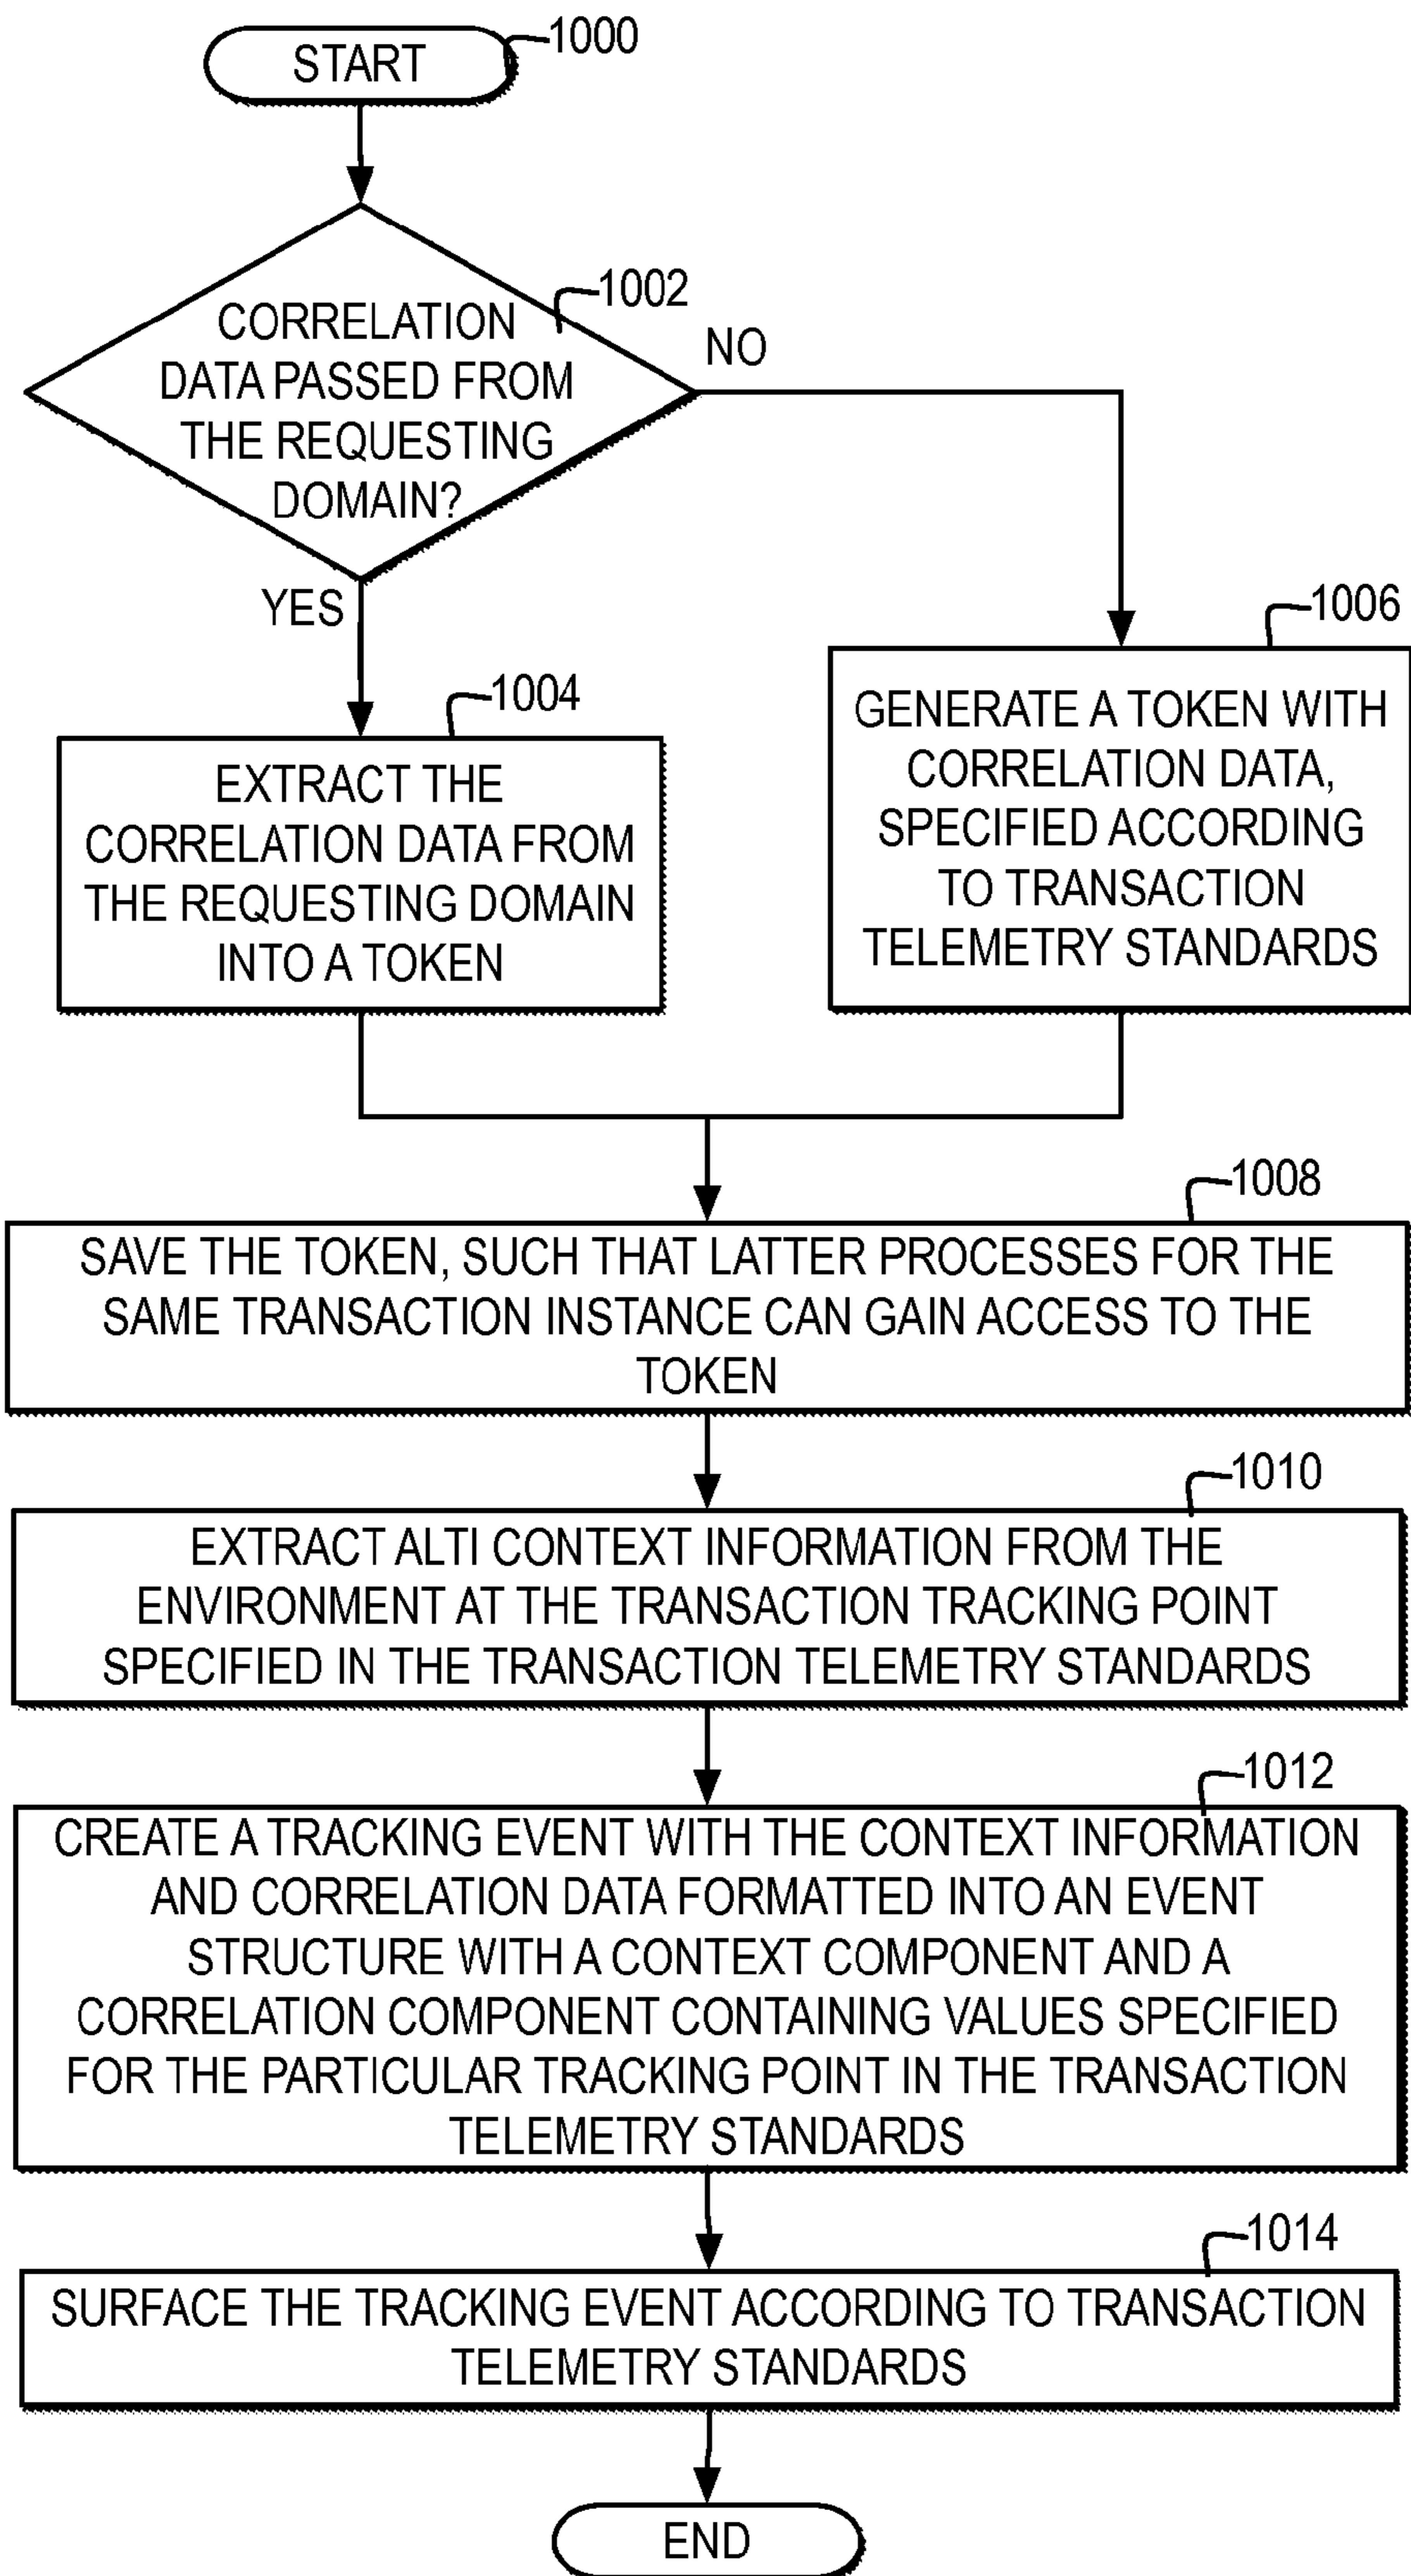 START
1000
1002
CORRELATION
DATA PASSED FROM
THE REQUESTING
DOMAIN?
NO
YES
1004
EXTRACT THE
CORRELATION DATA FROM
THE REQUESTING DOMAIN
INTO A TOKEN
1006
GENERATE A TOKEN WITH
CORRELATION DATA,
SPECIFIED ACCORDING
TO TRANSACTION
TELEMETRY STANDARDS
1008
SAVE THE TOKEN, SUCH THAT LATTER PROCESSES FOR THE
SAME TRANSACTION INSTANCE CAN GAIN ACCESS TO THE
TOKEN
1010
EXTRACT ALTI CONTEXT INFORMATION FROM THE
ENVIRONMENT AT THE TRANSACTION TRACKING POINT
SPECIFIED IN THE TRANSACTION TELEMETRY STANDARDS
1012
CREATE A TRACKING EVENT WITH THE CONTEXT INFORMATION
AND CORRELATION DATA FORMATTED INTO AN EVENT
STRUCTURE WITH A CONTEXT COMPONENT AND A
CORRELATION COMPONENT CONTAINING VALUES SPECIFIED
FOR THE PARTICULAR TRACKING POINT IN THE TRANSACTION
TELEMETRY STANDARDS
1014
SURFACE THE TRACKING EVENT ACCORDING TO TRANSACTION
TELEMETRY STANDARDS
END